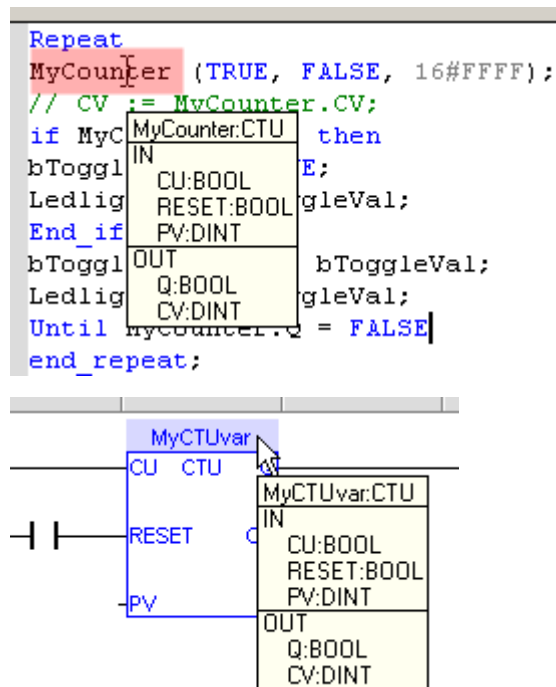 Repeat
MyCounter (TRUE, FALSE, 16#FFFF);
// CV := MyCounter.CV;
if MyC then
bToggl E;
Ledlig gleVal;
End_if
bToggl bToggleVal;
Ledlig gleVal;
Until MyCounter.Q = FALSE
end_repeat;
MyCounter:CTU
IN
CU:BOOL
RESET:BOOL
PV:DINT
OUT
Q:BOOL
CV:DINT
MyCTUvar
CU CTU
RESET
PV
MyCTUvar:CTU
IN
CU:BOOL
RESET:BOOL
PV:DINT
OUT
Q:BOOL
CV:DINT